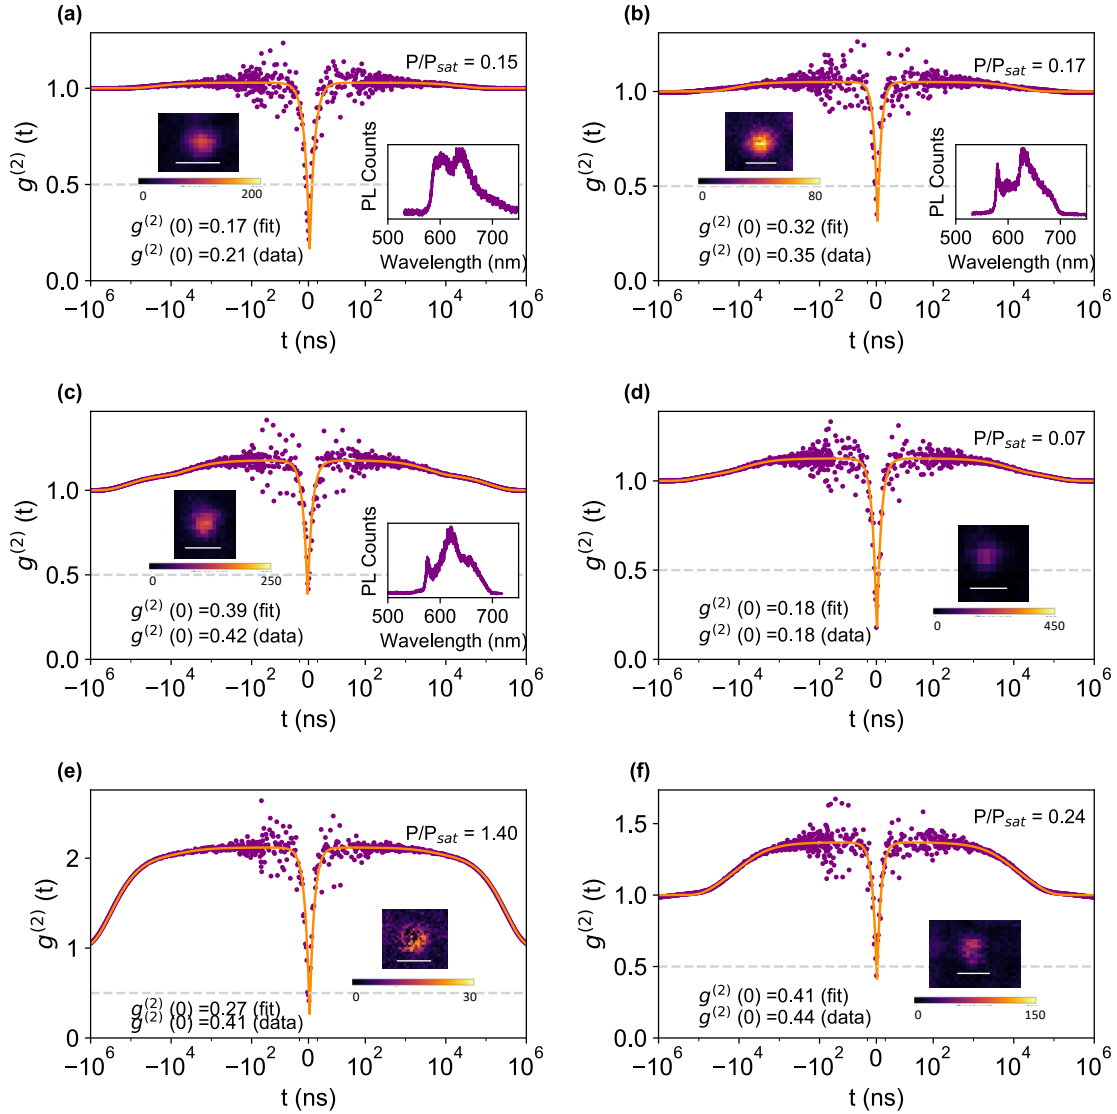 (a)
P/Psat = 0.15
1.0
0.5
0.0
g(2) (t)
0 200
g(2) (0) =0.17 (fit)
g(2) (0) =0.21 (data)
PL Counts
500 600 700
Wavelength (nm)
−10^6 −10^4 −10^2 0 10^2 10^4 10^6
t (ns)
(b)
P/Psat = 0.17
1.0
0.5
0.0
g(2) (t)
0 80
g(2) (0) =0.32 (fit)
g(2) (0) =0.35 (data)
PL Counts
500 600 700
Wavelength (nm)
−10^6 −10^4 −10^2 0 10^2 10^4 10^6
t (ns)
(c)
1.0
0.5
0.0
g(2) (t)
0 250
g(2) (0) =0.39 (fit)
g(2) (0) =0.42 (data)
PL Counts
500 600 700
Wavelength (nm)
−10^6 −10^4 −10^2 0 10^2 10^4 10^6
t (ns)
(d)
P/Psat = 0.07
1.0
0.5
0.0
g(2) (t)
0 450
g(2) (0) =0.18 (fit)
g(2) (0) =0.18 (data)
−10^6 −10^4 −10^2 0 10^2 10^4 10^6
t (ns)
(e)
P/Psat = 1.40
2
1
0
g(2) (t)
0 30
g(2) (0) =0.27 (fit)
g(2) (0) =0.41 (data)
−10^6 −10^4 −10^2 0 10^2 10^4 10^6
t (ns)
(f)
P/Psat = 0.24
1.5
1.0
0.5
0.0
g(2) (t)
0 150
g(2) (0) =0.41 (fit)
g(2) (0) =0.44 (data)
−10^6 −10^4 −10^2 0 10^2 10^4 10^6
t (ns)